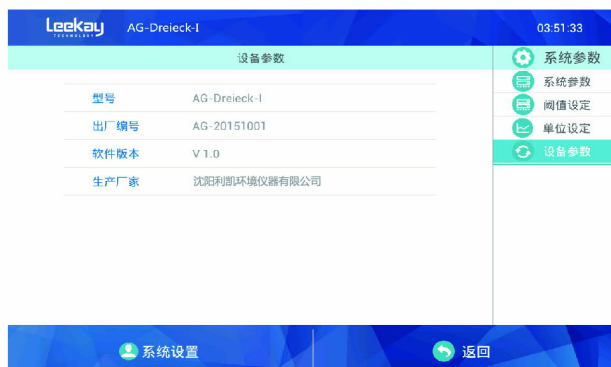 Leekay AG-Dreieck-I 03:51:33
TECHNOLOGY
设备参数
系统参数
系统参数
阈值设定
单位设定
设备参数
型号 AG-Dreieck-I
出厂编号 AG-20151001
软件版本 V 1.0
生产厂家 沈阳利凯环境仪器有限公司
系统设置 返回